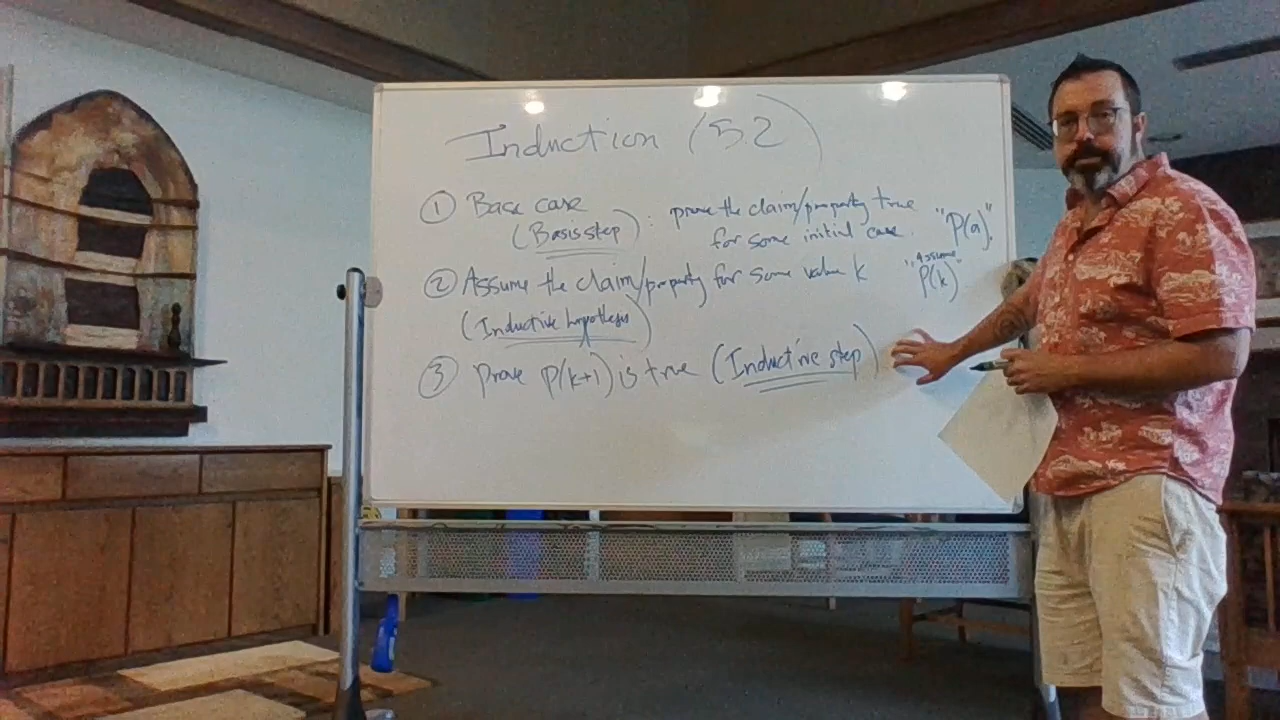 Induction (5.2)
① Base case
(Basis step) : prove the claim/property true
for some initial case. "P(a)".
② Assume the claim/property for some value k "Assume P(k)"
(Inductive hypothesis)
③ Prove P(k+1) is true (Inductive step)